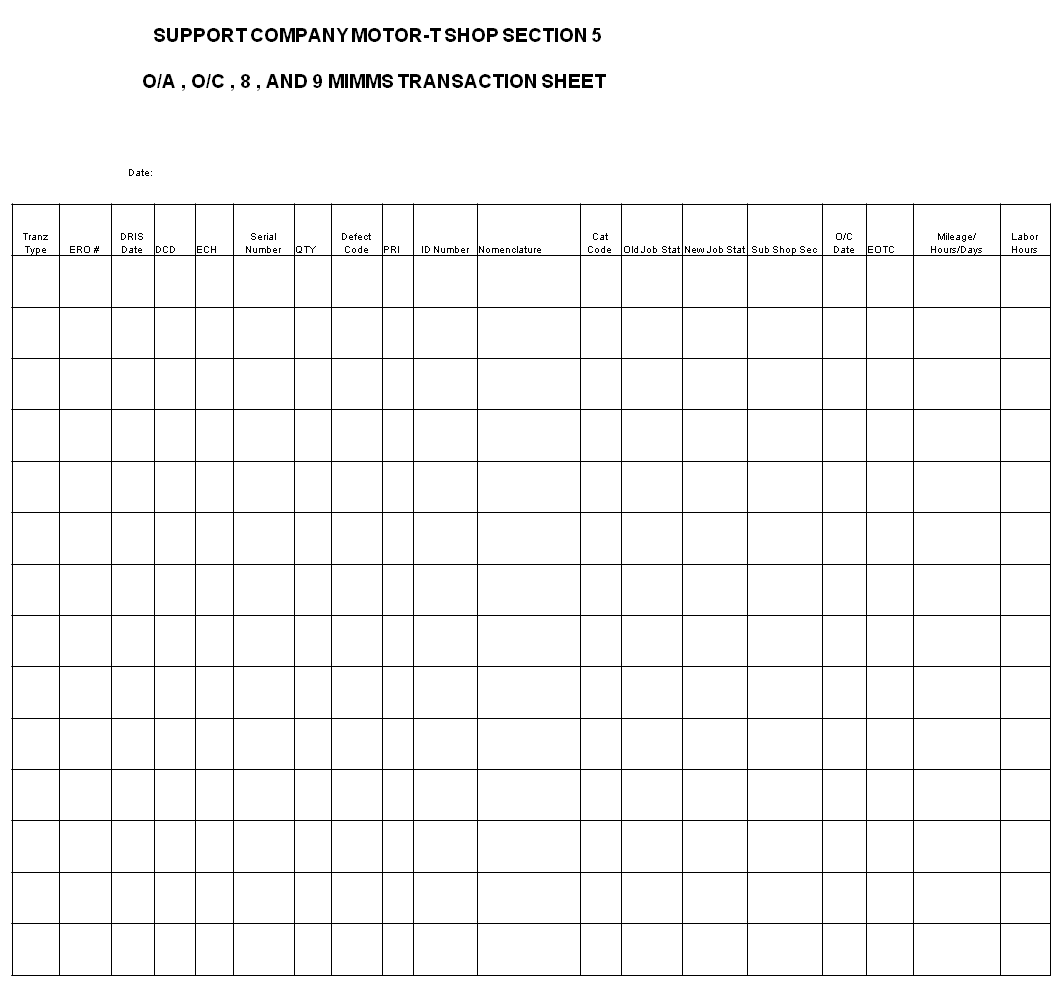 SUPPORT COMPANY MOTOR-T SHOP SECTION 5
O/A , O/C , 8 , AND 9 MIMMS TRANSACTION SHEET
Date:
Tranz Type
ERO #
DRIS Date
DCD
ECH
Serial Number
QTY
Defect Code
PRI
ID Number
Nomenclature
Cat Code
Old Job Stat
New Job Stat
Sub Shop Sec
O/C Date
EOTC
Mileage/ Hours/Days
Labor Hours